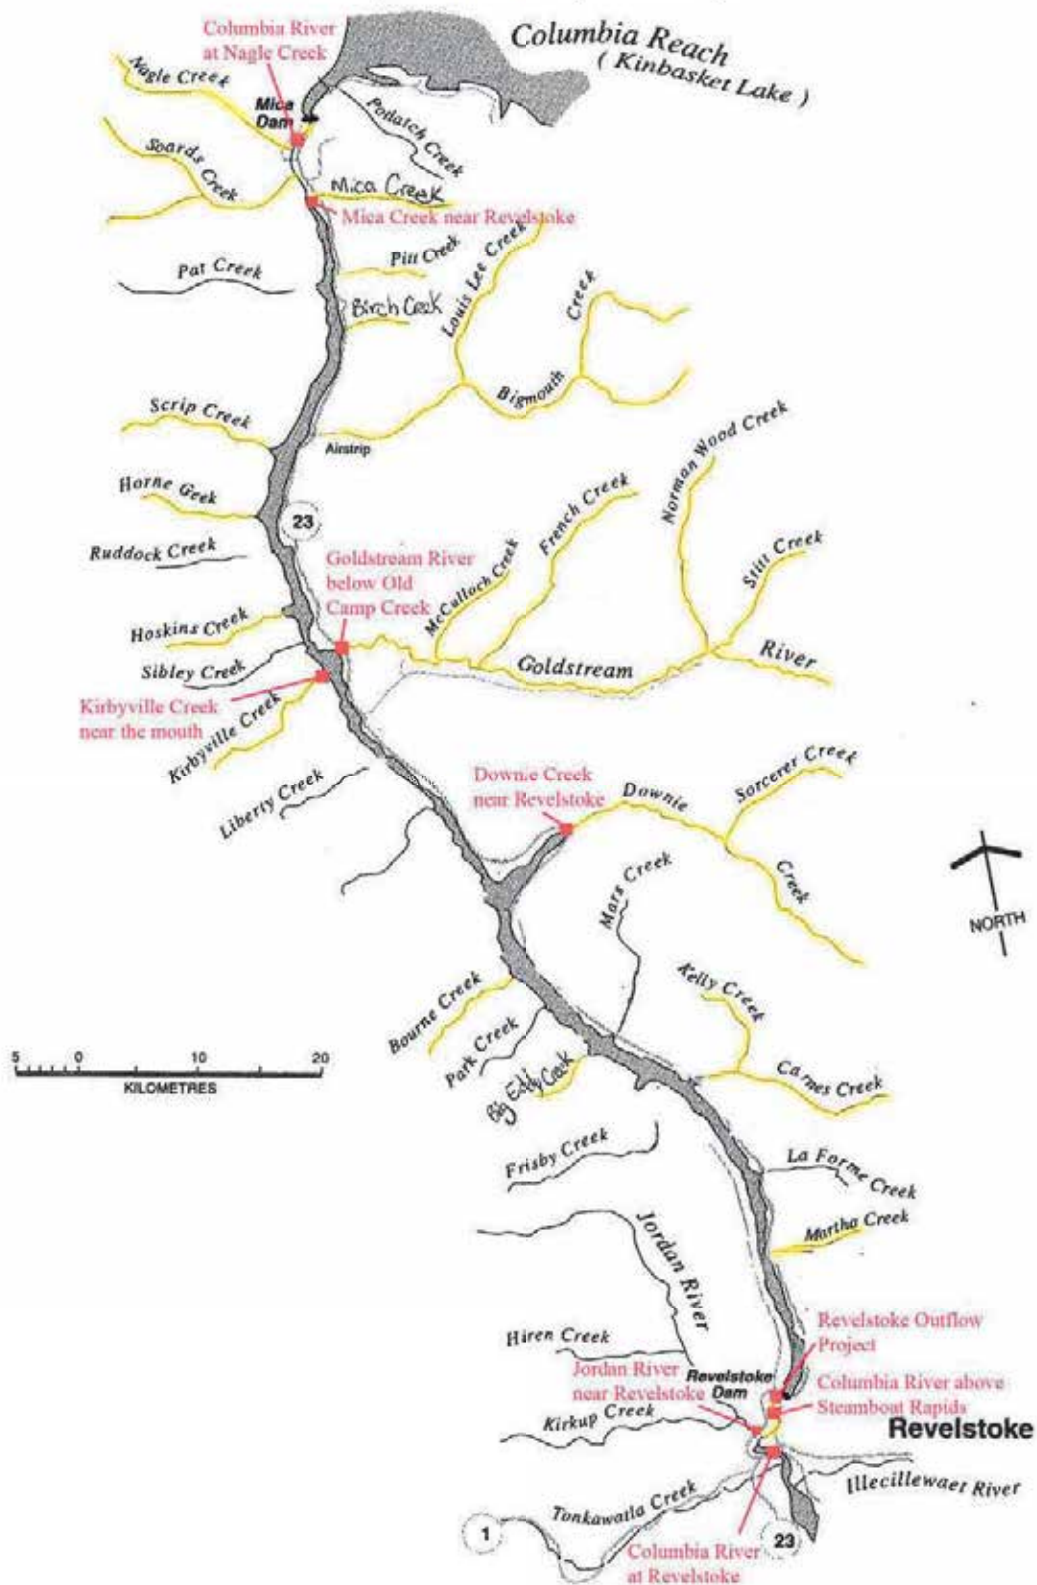 Columbia River
at Nagle Creek
Columbia Reach
( Kinbasket Lake )
Nagle Creek
Mica
Dam
Podatch Creek
Soards Creek
Mica Creek
Mica Creek near Revelstoke
Pat Creek
Pitt Creek
Birch Creek
Louis Lee Creek
Creek
Bigmouth
Scrip Creek
Airstrip
Horne Geek
23
Ruddock Creek
Norman Wood Creek
French Creek
McCulloch Creek
Stitt Creek
Goldstream River
below Old
Camp Creek
Hoskins Creek
Sibley Creek
Goldstream
River
Kirbyville Creek
near the mouth
Kirbyville Creek
Liberty Creek
Downie Creek
near Revelstoke
Downie
Sorcerer Creek
Creek
Mars Creek
NORTH
Kelly Creek
Bourne Creek
Park Creek
Big Eddy Creek
Carnes Creek
5 0 10 20
KILOMETRES
Frisby Creek
La Forme Creek
Martha Creek
Jordan River
Hiren Creek
Revelstoke Outflow
Project
Jordan River
near Revelstoke
Revelstoke
Dam
Columbia River above
Steamboat Rapids
Kirkup Creek
Revelstoke
Illecillewaet River
Tonkawatla Creek
1
23
Columbia River
at Revelstoke